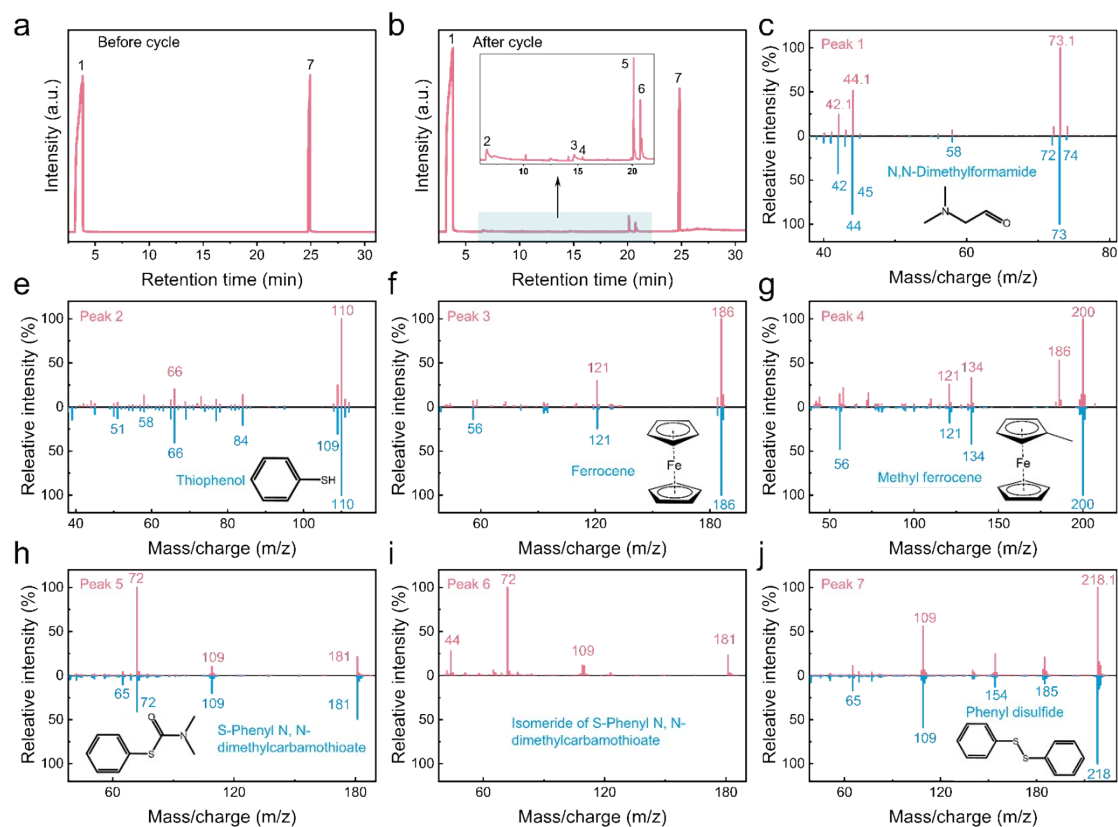 a
Before cycle
1
7
Intensity (a.u.)
5 10 15 20 25 30
Retention time (min)
b
After cycle
1
2
3
4
5
6
7
10 15 20
Intensity (a.u.)
5 10 15 20 25 30
Retention time (min)
c
Peak 1
73.1
44.1
42.1
58
72 74
42 45
44
73
N,N-Dimethylformamide
N
O
Releative intensity (%)
100
50
0
50
100
40 60 80
Mass/charge (m/z)
e
Peak 2
110
66
51
58
66
84
109
110
Thiophenol
SH
Releative intensity (%)
100
50
0
50
100
40 60 80 100
Mass/charge (m/z)
f
Peak 3
186
121
56
121
186
Ferrocene
Fe
Releative intensity (%)
100
50
0
50
100
60 120 180
Mass/charge (m/z)
g
Peak 4
200
186
134
121
56
121
134
200
Methyl ferrocene
Fe
Releative intensity (%)
100
50
0
50
100
50 100 150 200
Mass/charge (m/z)
h
Peak 5
72
109
181
65
72
109
181
S-Phenyl N, N-
dimethylcarbamothioate
O
N
S
Releative intensity (%)
100
50
0
50
100
60 120 180
Mass/charge (m/z)
i
Peak 6
72
44
109
181
Isomeride of S-Phenyl N, N-
dimethylcarbamothioate
Releative intensity (%)
100
50
0
50
100
60 120 180
Mass/charge (m/z)
j
Peak 7
218.1
109
65
154
185
109
218
Phenyl disulfide
S
S
Releative intensity (%)
100
50
0
50
100
60 120 180
Mass/charge (m/z)